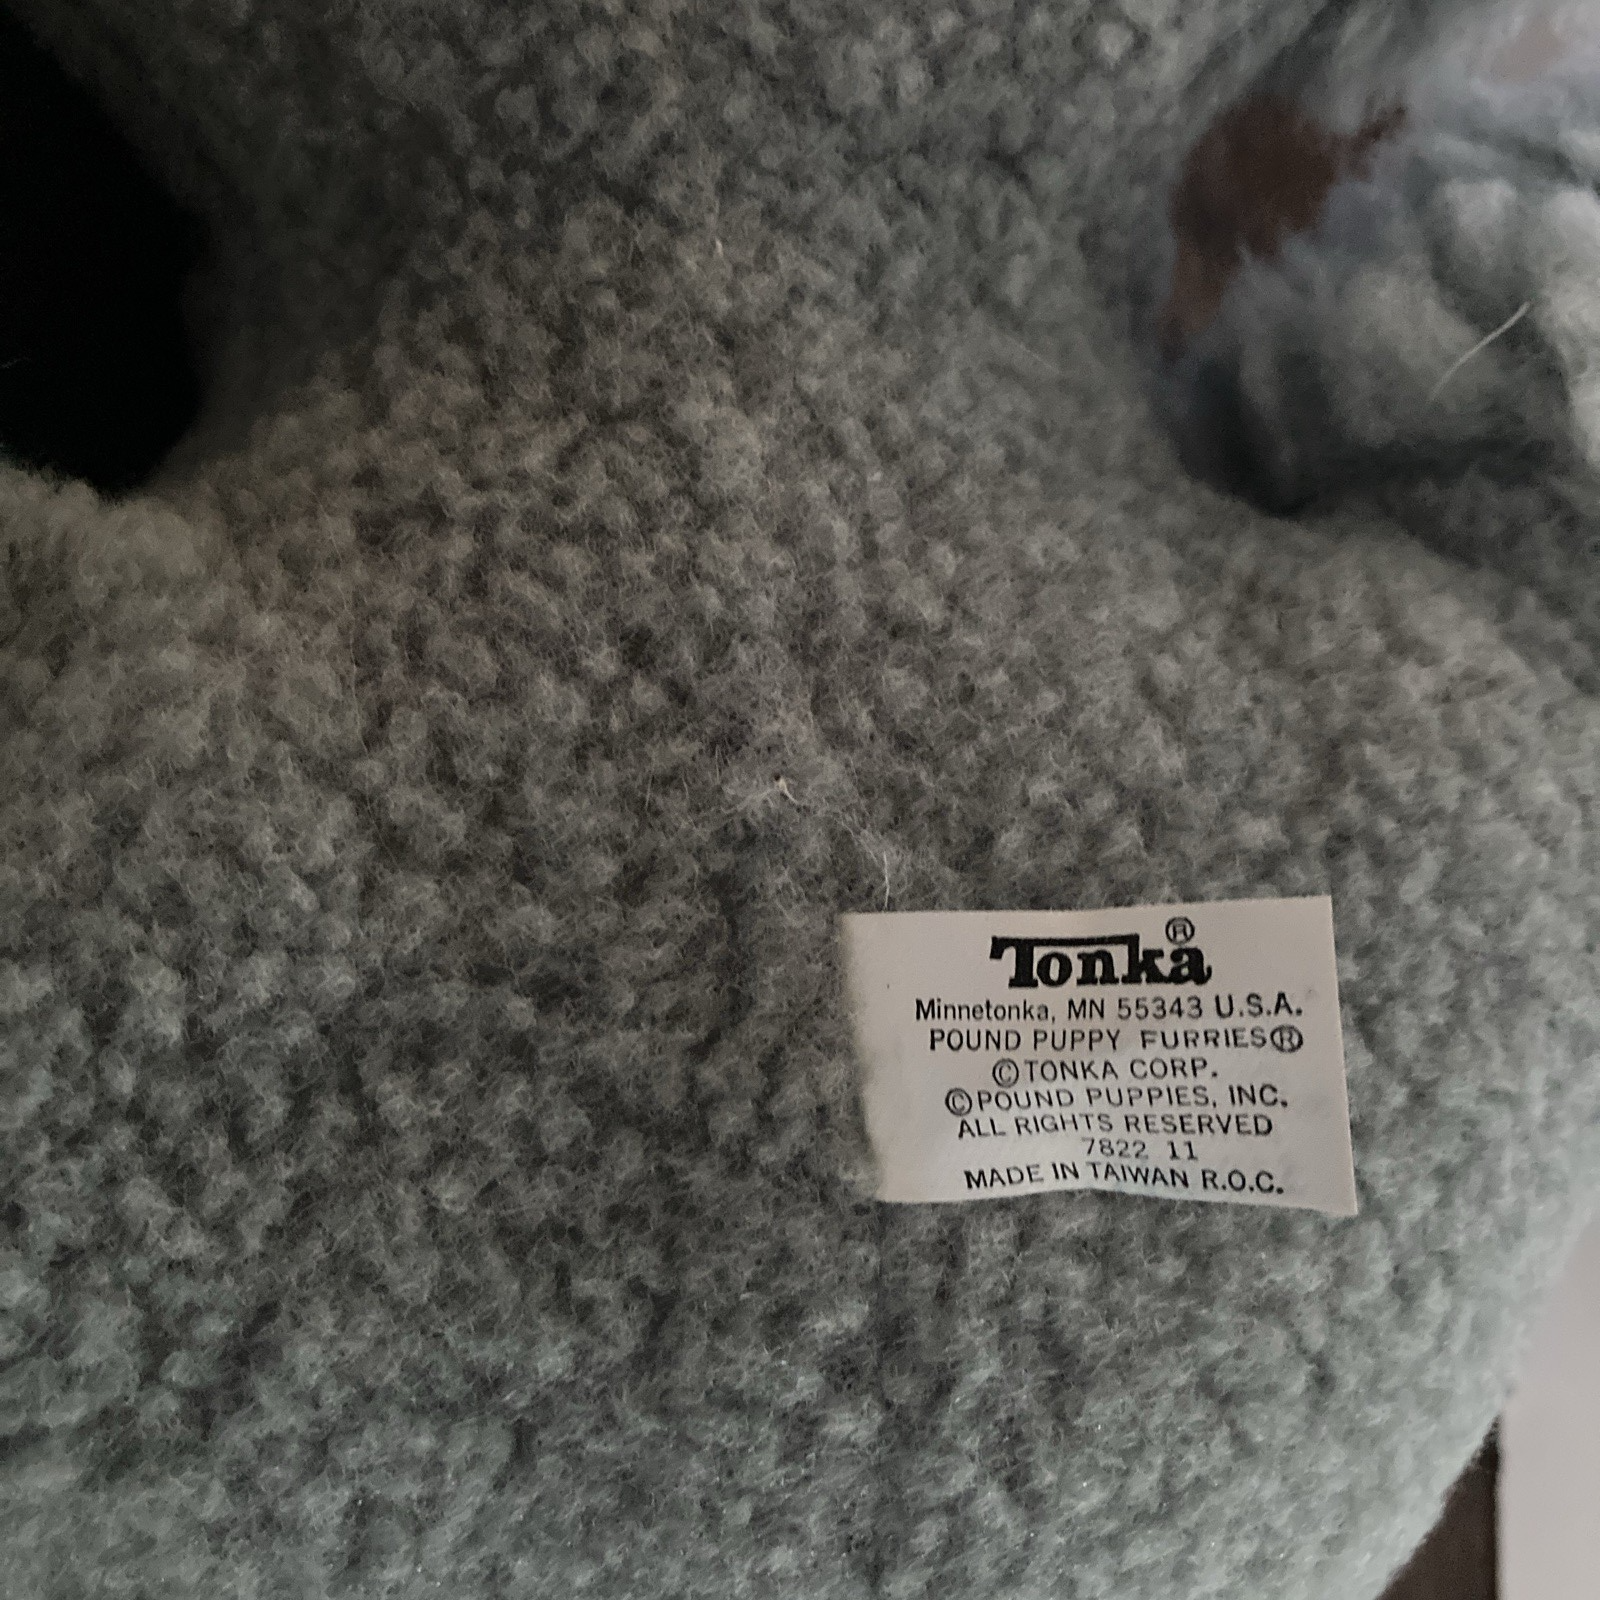 Tonka®
Minnetonka, MN 55343 U.S.A.
POUND PUPPY FURRIES®
©TONKA CORP.
©POUND PUPPIES, INC.
ALL RIGHTS RESERVED
7822 11
MADE IN TAIWAN R.O.C.